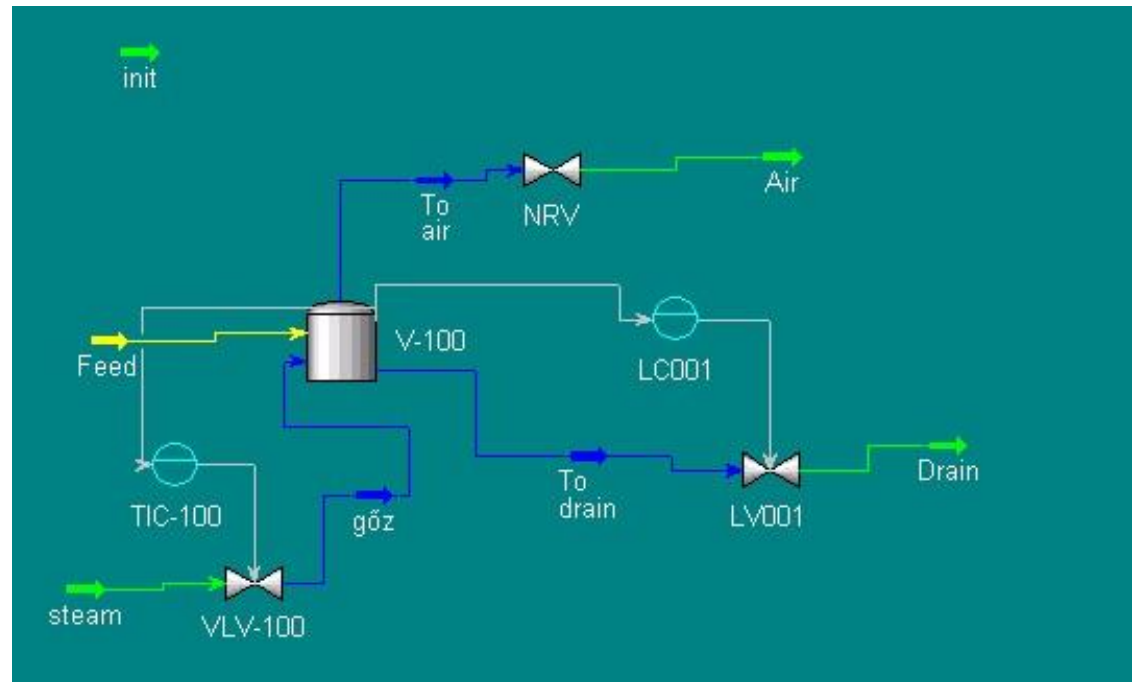 init
To
air
NRV
Air
Feed
V-100
LC001
TIC-100
gőz
To
drain
LV001
Drain
steam
VLV-100